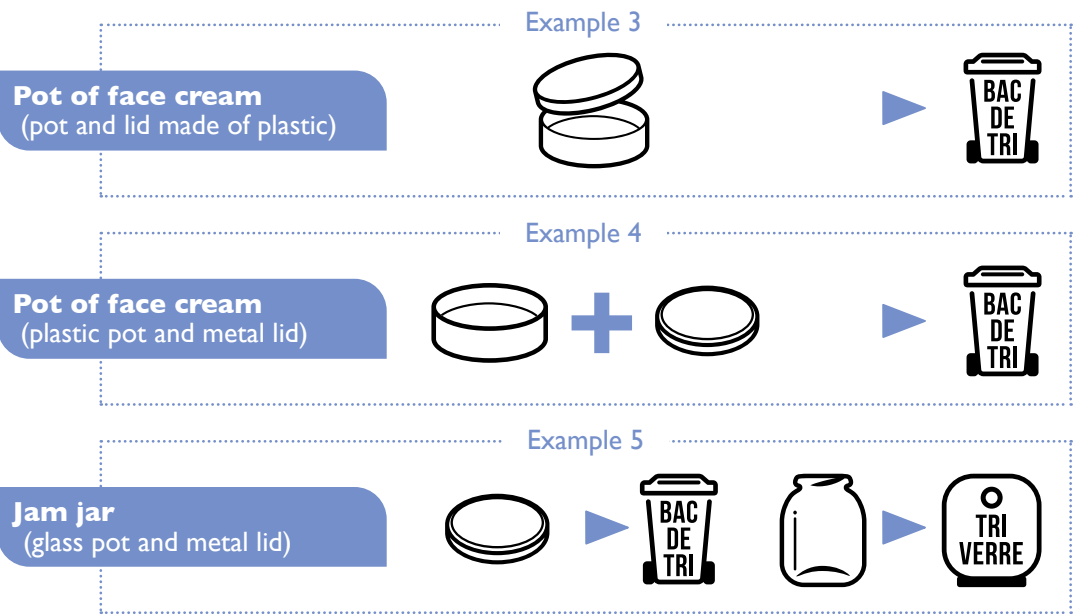 Example 3
Pot of face cream
(pot and lid made of plastic)
BAC
DE
TRI
Example 4
Pot of face cream
(plastic pot and metal lid)
BAC
DE
TRI
Example 5
Jam jar
(glass pot and metal lid)
BAC
DE
TRI
TRI
VERRE